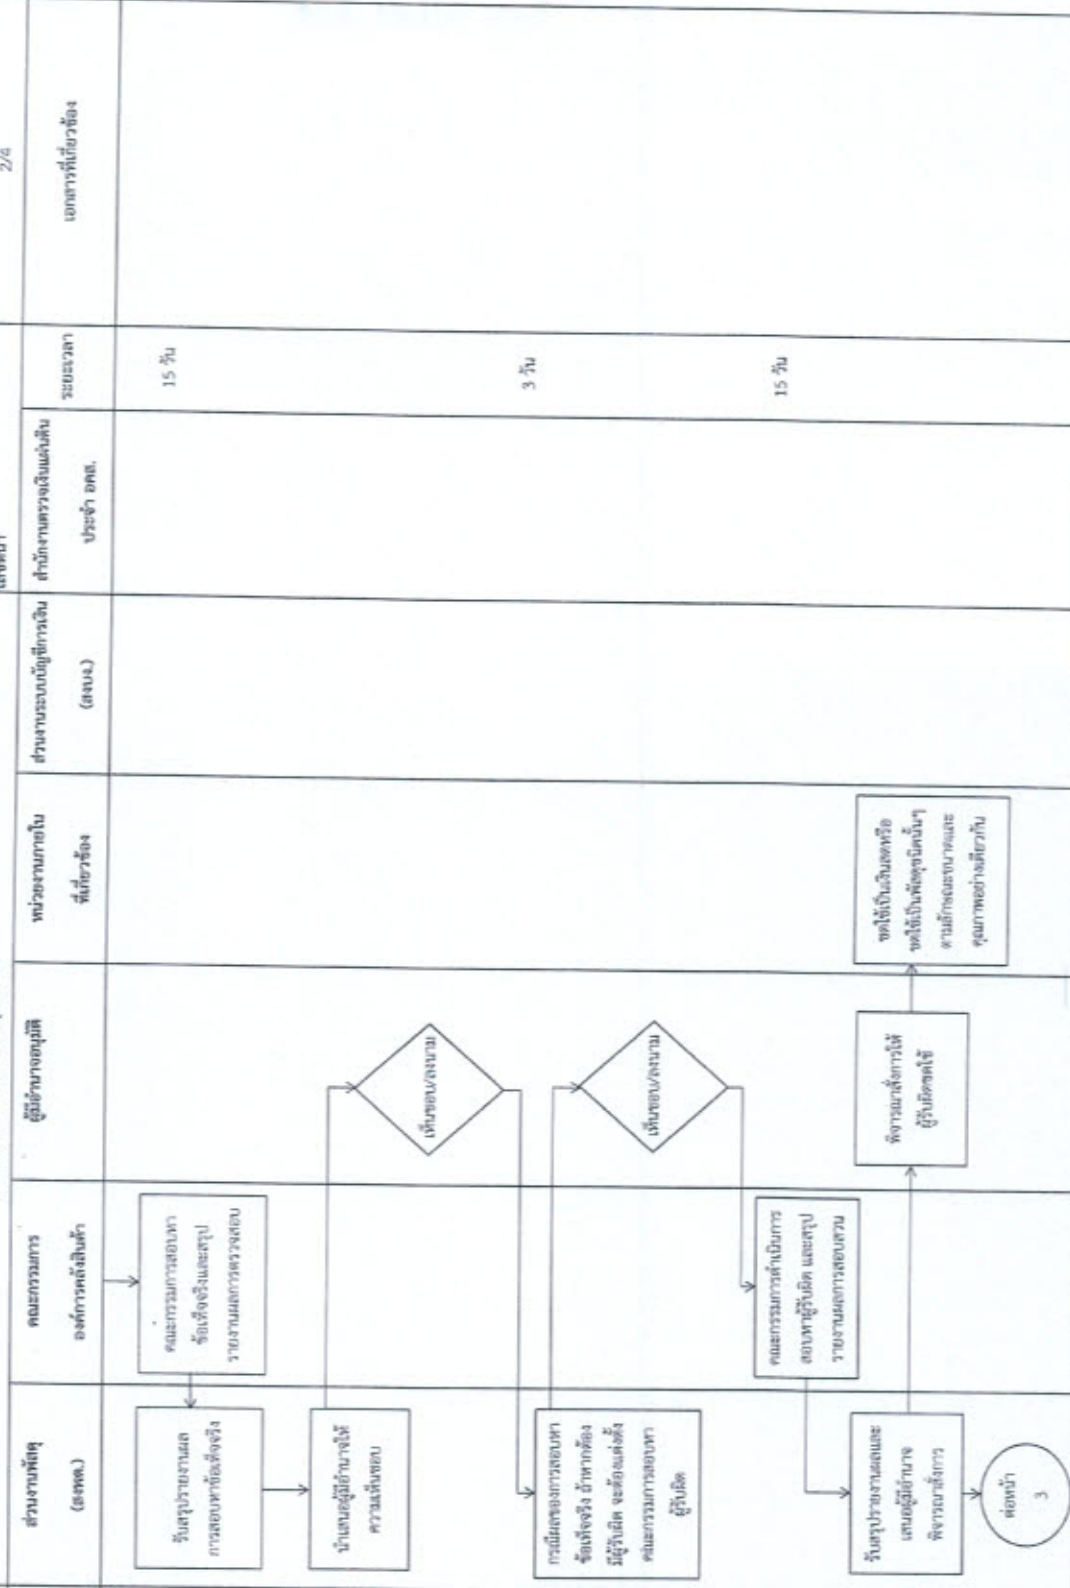 2/4
ส่วนงานพัสดุ
(สงพด.)
คณะกรรมการ
องค์การคลังสินค้า
ผู้มีอำนาจอนุมัติ
หน่วยงานภายใน
ที่เกี่ยวข้อง
ส่วนงานระบบบัญชีการเงิน
(สงบง.)
สำนักงานตรวจเงินแผ่นดิน
ประจำ อคส.
ระยะเวลา
เอกสารที่เกี่ยวข้อง
คณะกรรมการสอบหา
ข้อเท็จจริงและสรุป
รายงานผลการตรวจสอบ
15 วัน
รับสรุปรายงานผล
การสอบหาข้อเท็จจริง
นำเสนอผู้มีอำนาจให้
ความเห็นชอบ
เห็นชอบ/ลงนาม
กรณีผลของการสอบหา
ข้อเท็จจริง ถ้าหากต้อง
มีผู้รับผิด จะต้องแต่งตั้ง
คณะกรรมการสอบหา
ผู้รับผิด
3 วัน
เห็นชอบ/ลงนาม
คณะกรรมการดำเนินการ
สอบหาผู้รับผิด และสรุป
รายงานผลการสอบสวน
15 วัน
รับสรุปรายงานผลและ
เสนอผู้มีอำนาจ
พิจารณาสั่งการ
พิจารณาสั่งการให้
ผู้รับผิดชดใช้
ชดใช้เป็นเงินสดหรือ
ชดใช้เป็นพัสดุชนิดนั้นๆ
ตามลักษณะขนาดและ
คุณภาพอย่างเดียวกัน
ต่อหน้า
3